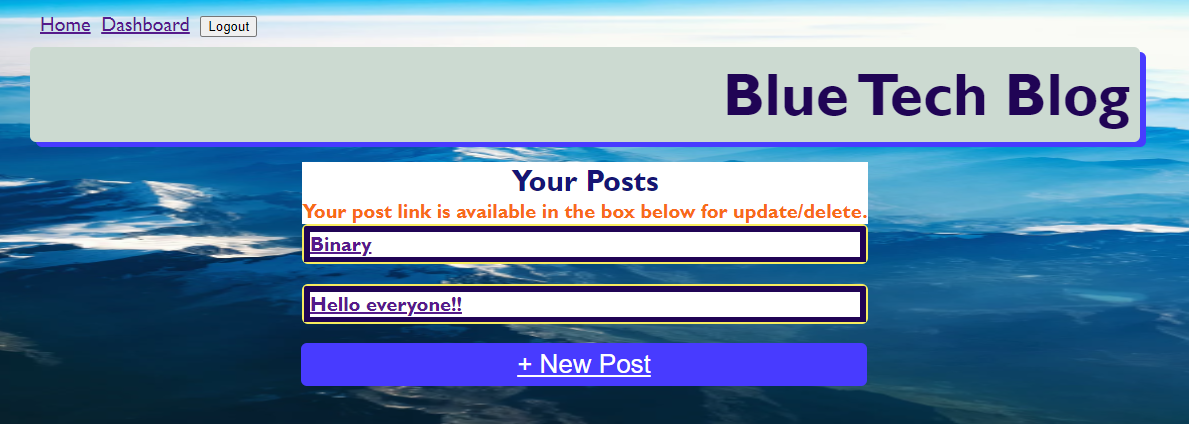 Home Dashboard Logout
Blue Tech Blog
Your Posts
Your post link is available in the box below for update/delete.
Binary
Hello everyone!!
+ New Post